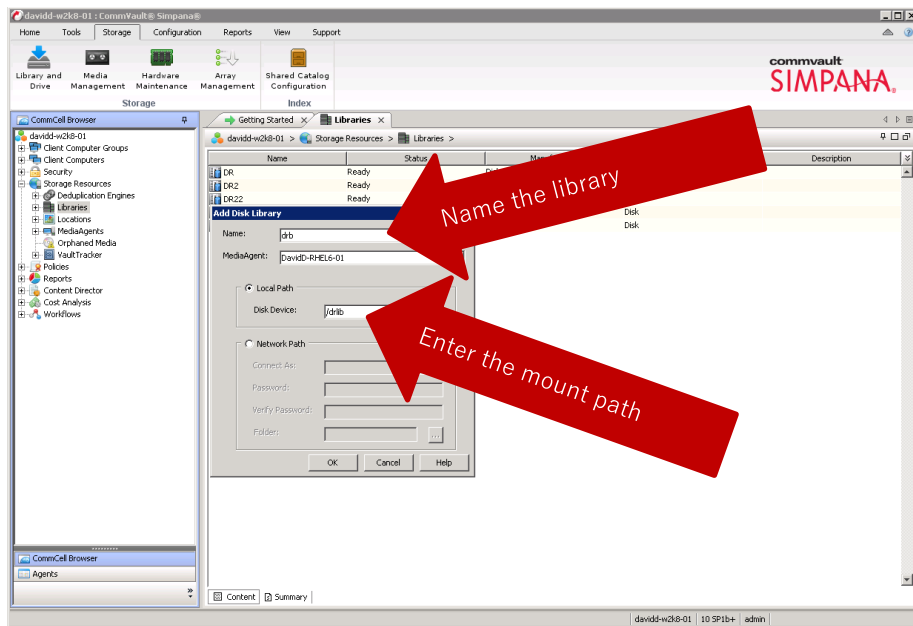 davidd-w2k8-01 : CommVault® Simpana®
Home Tools Storage Configuration Reports View Support
Library and Drive
Media Management
Hardware Maintenance
Array Management
Shared Catalog Configuration
Storage
Index
commvault
SIMPANA®
CommCell Browser
davidd-w2k8-01
Client Computer Groups
Client Computers
Security
Storage Resources
Deduplication Engines
Libraries
Locations
MediaAgents
Orphaned Media
VaultTracker
Policies
Reports
Content Director
Cost Analysis
Workflows
CommCell Browser
Agents
Getting Started Libraries
davidd-w2k8-01 > Storage Resources > Libraries >
Name Status Description
DR Ready
DR2 Ready
DR22 Ready
Disk
Disk
Add Disk Library
Name: drb
MediaAgent: DavidD-RHEL6-01
Local Path
Disk Device: /drlib
Network Path
Connect As:
Password:
Verify Password:
Folder: ...
OK Cancel Help
Name the library
Enter the mount path
Content Summary
davidd-w2k8-01 10 SP1b+ admin